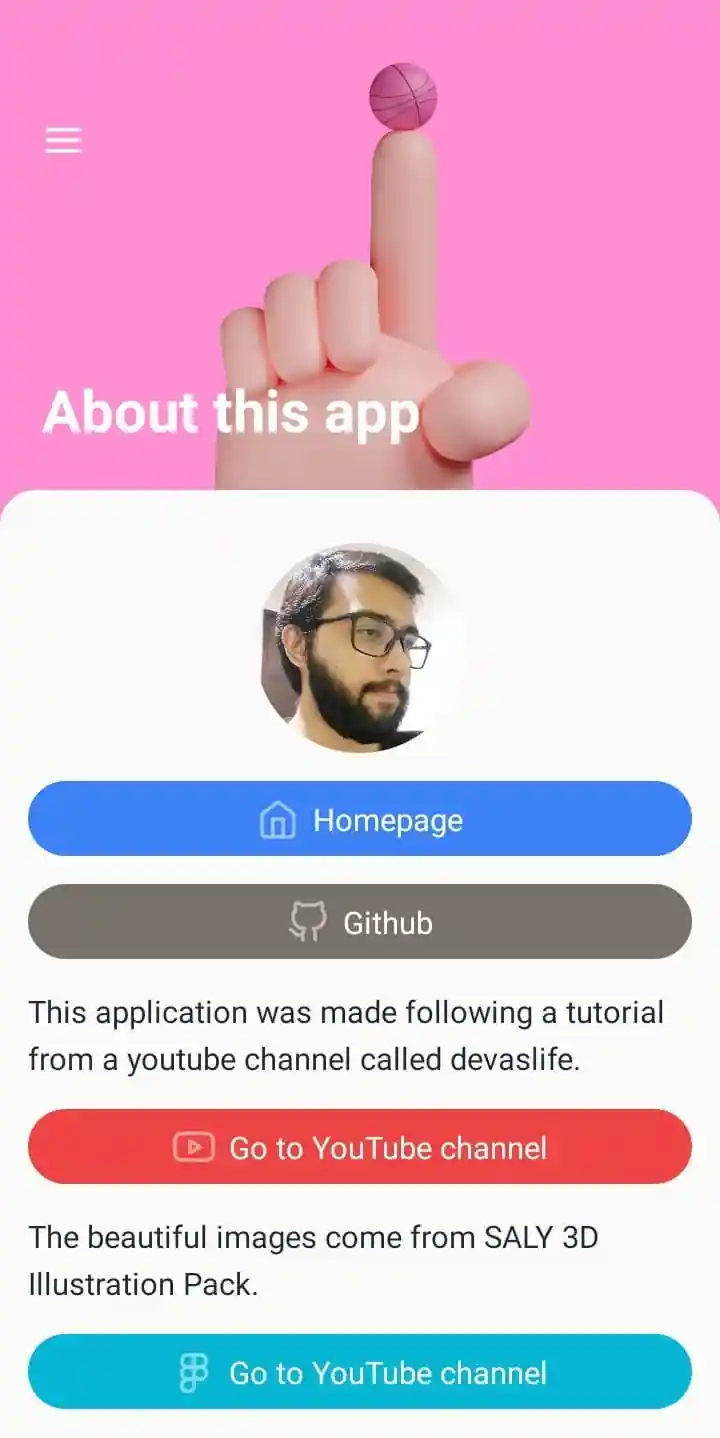 About this app
Homepage
Github
This application was made following a tutorial
from a youtube channel called devaslife.
Go to YouTube channel
The beautiful images come from SALY 3D
Illustration Pack.
Go to YouTube channel